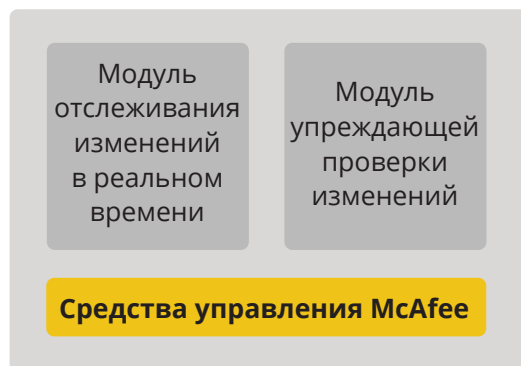 Модуль
отслеживания
изменений
в реальном
времени
Модуль
упреждающей
проверки
изменений
Средства управления McAfee